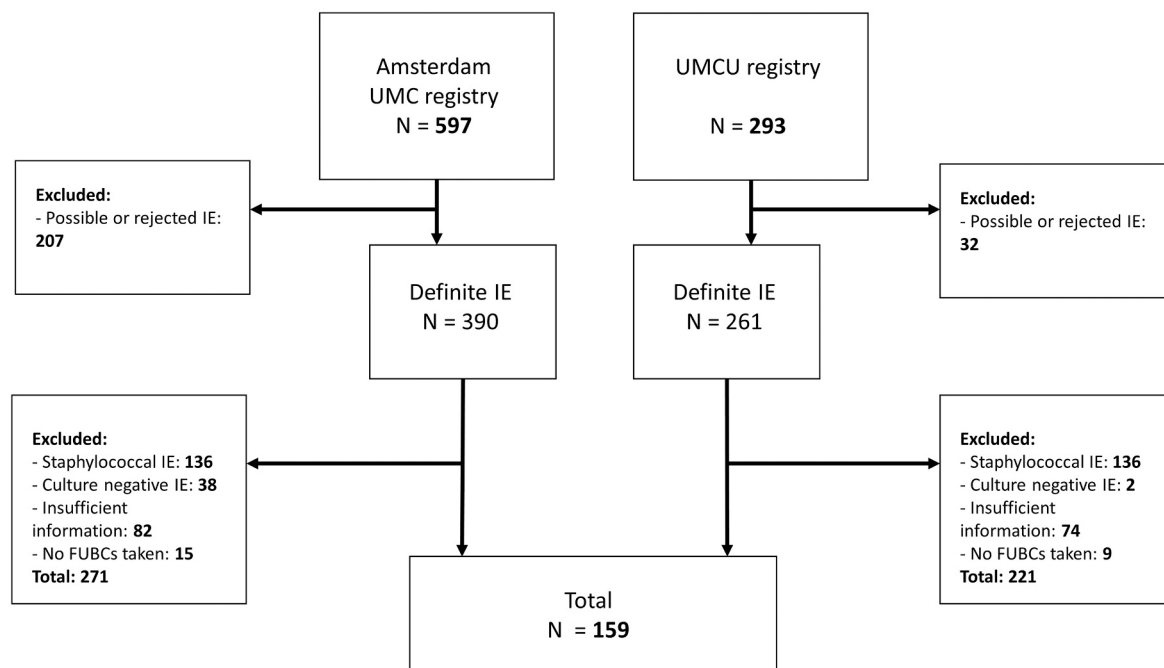 Amsterdam
UMC registry
N = 597
UMCU registry
N = 293
Excluded:
- Possible or rejected IE:
207
Excluded:
- Possible or rejected IE:
32
Definite IE
N = 390
Definite IE
N = 261
Excluded:
- Staphylococcal IE: 136
- Culture negative IE: 38
- Insufficient
information: 82
- No FUBCs taken: 15
Total: 271
Excluded:
- Staphylococcal IE: 136
- Culture negative IE: 2
- Insufficient
information: 74
- No FUBCs taken: 9
Total: 221
Total
N = 159